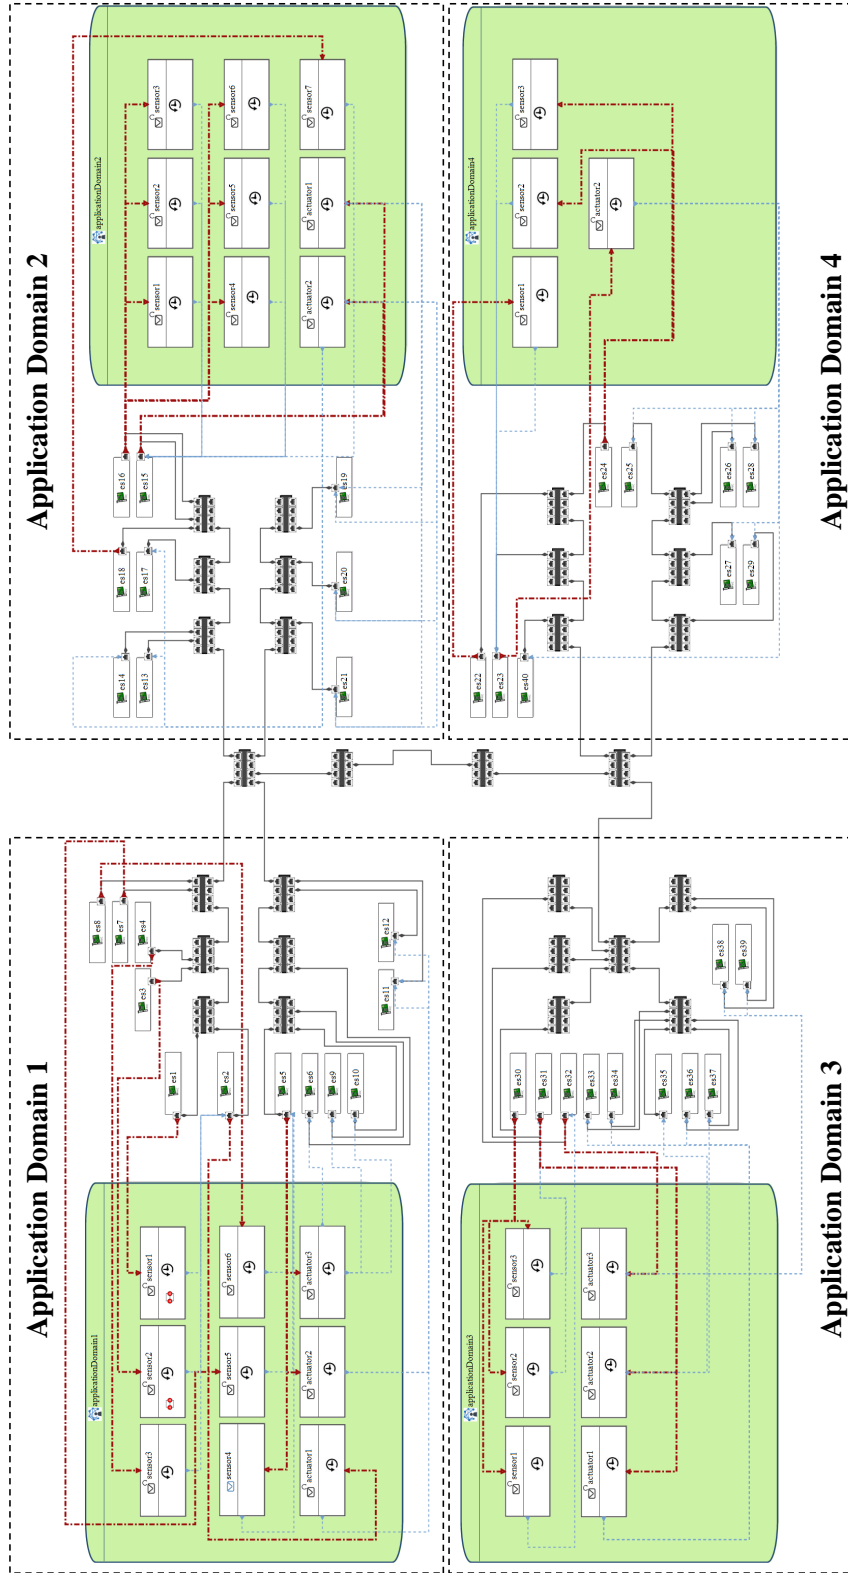 Application Domain 1
applicationDomain1
sensor3
sensor2
sensor1
sensor4
sensor5
sensor6
actuator1
actuator2
actuator3
es8
es7
es4
es3
es1
es2
es5
es6
es9
es10
es12
es11
Application Domain 2
applicationDomain2
sensor1
sensor2
sensor3
sensor4
sensor5
sensor6
actuator2
actuator1
sensor7
es16
es15
es18
es17
es14
es13
es19
es20
es21
Application Domain 3
applicationDomain3
sensor1
sensor2
sensor3
actuator1
actuator2
actuator3
es30
es31
es32
es33
es34
es35
es36
es37
es38
es39
Application Domain 4
applicationDomain4
sensor1
sensor2
sensor3
actuator2
es22
es23
es40
es24
es25
es26
es28
es27
es29